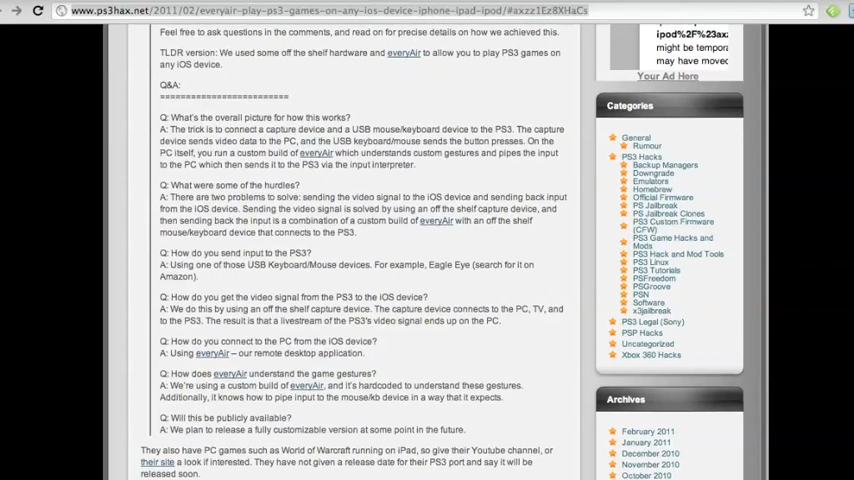 www.ps3hax.net/2011/02/everyair-play-ps3-games-on-any-ios-device-iphone-ipad-ipod/#axzz1Ez8XHaCs
Feel free to ask questions in the comments, and read on for precise details on how we achieved this.
TLDR version: We used some off the shelf hardware and everyAir to allow you to play PS3 games on
any iOS device.
Q&A:
========================
Q: What's the overall picture for how this works?
A: The trick is to connect a capture device and a USB mouse/keyboard device to the PS3. The capture
device sends video data to the PC, and the USB keyboard/mouse sends the button presses. On the
PC itself, you run a custom build of everyAir which understands custom gestures and pipes the input
to the PC which then sends it to the PS3 via the input interpreter.
Q: What were some of the hurdles?
A: There are two problems to solve: sending the video signal to the iOS device and sending back input
from the iOS device. Sending the video signal is solved by using an off the shelf capture device, and
then sending back the input is a combination of a custom build of everyAir with an off the shelf
mouse/keyboard device that connects to the PS3.
Q: How do you send input to the PS3?
A: Using one of those USB Keyboard/Mouse devices. For example, Eagle Eye (search for it on
Amazon).
Q: How do you get the video signal from the PS3 to the iOS device?
A: We do this by using an off the shelf capture device. The capture device connects to the PC, TV, and
to the PS3. The result is that a livestream of the PS3's video signal ends up on the PC.
Q: How do you connect to the PC from the iOS device?
A: Using everyAir – our remote desktop application.
Q: How does everyAir understand the game gestures?
A: We're using a custom build of everyAir, and it's hardcoded to understand these gestures.
Additionally, it knows how to pipe input to the mouse/kb device in a way that it expects.
Q: Will this be publicly available?
A: We plan to release a fully customizable version at some point in the future.
They also have PC games such as World of Warcraft running on iPad, so give their Youtube channel, or
their site a look if interested. They have not given a release date for their PS3 port and say it will be
released soon.
ipod%2F%23ax
might be tempora
may have moved
Your Ad Here
Categories
General
Rumour
PS3 Hacks
Backup Managers
Downgrade
Emulators
Homebrew
Official Firmware
PS Jailbreak
PS Jailbreak Clones
PS3 Custom Firmware
(CFW)
PS3 Game Hacks and
Mods
PS3 Hack and Mod Tools
PS3 Linux
PS3 Tutorials
PSFreedom
PSGroove
PSN
Software
x3jailbreak
PS3 Legal (Sony)
PSP Hacks
Uncategorized
Xbox 360 Hacks
Archives
February 2011
January 2011
December 2010
November 2010
October 2010